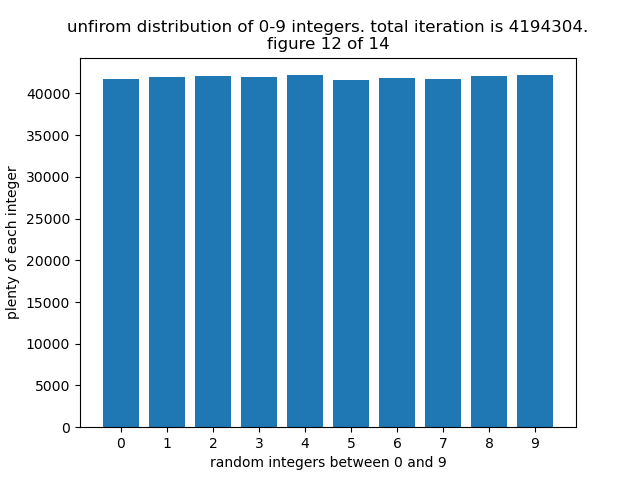 unfirom distribution of 0-9 integers. total iteration is 4194304.
figure 12 of 14
40000
35000
30000
25000
20000
15000
10000
5000
0
plenty of each integer
0 1 2 3 4 5 6 7 8 9
random integers between 0 and 9